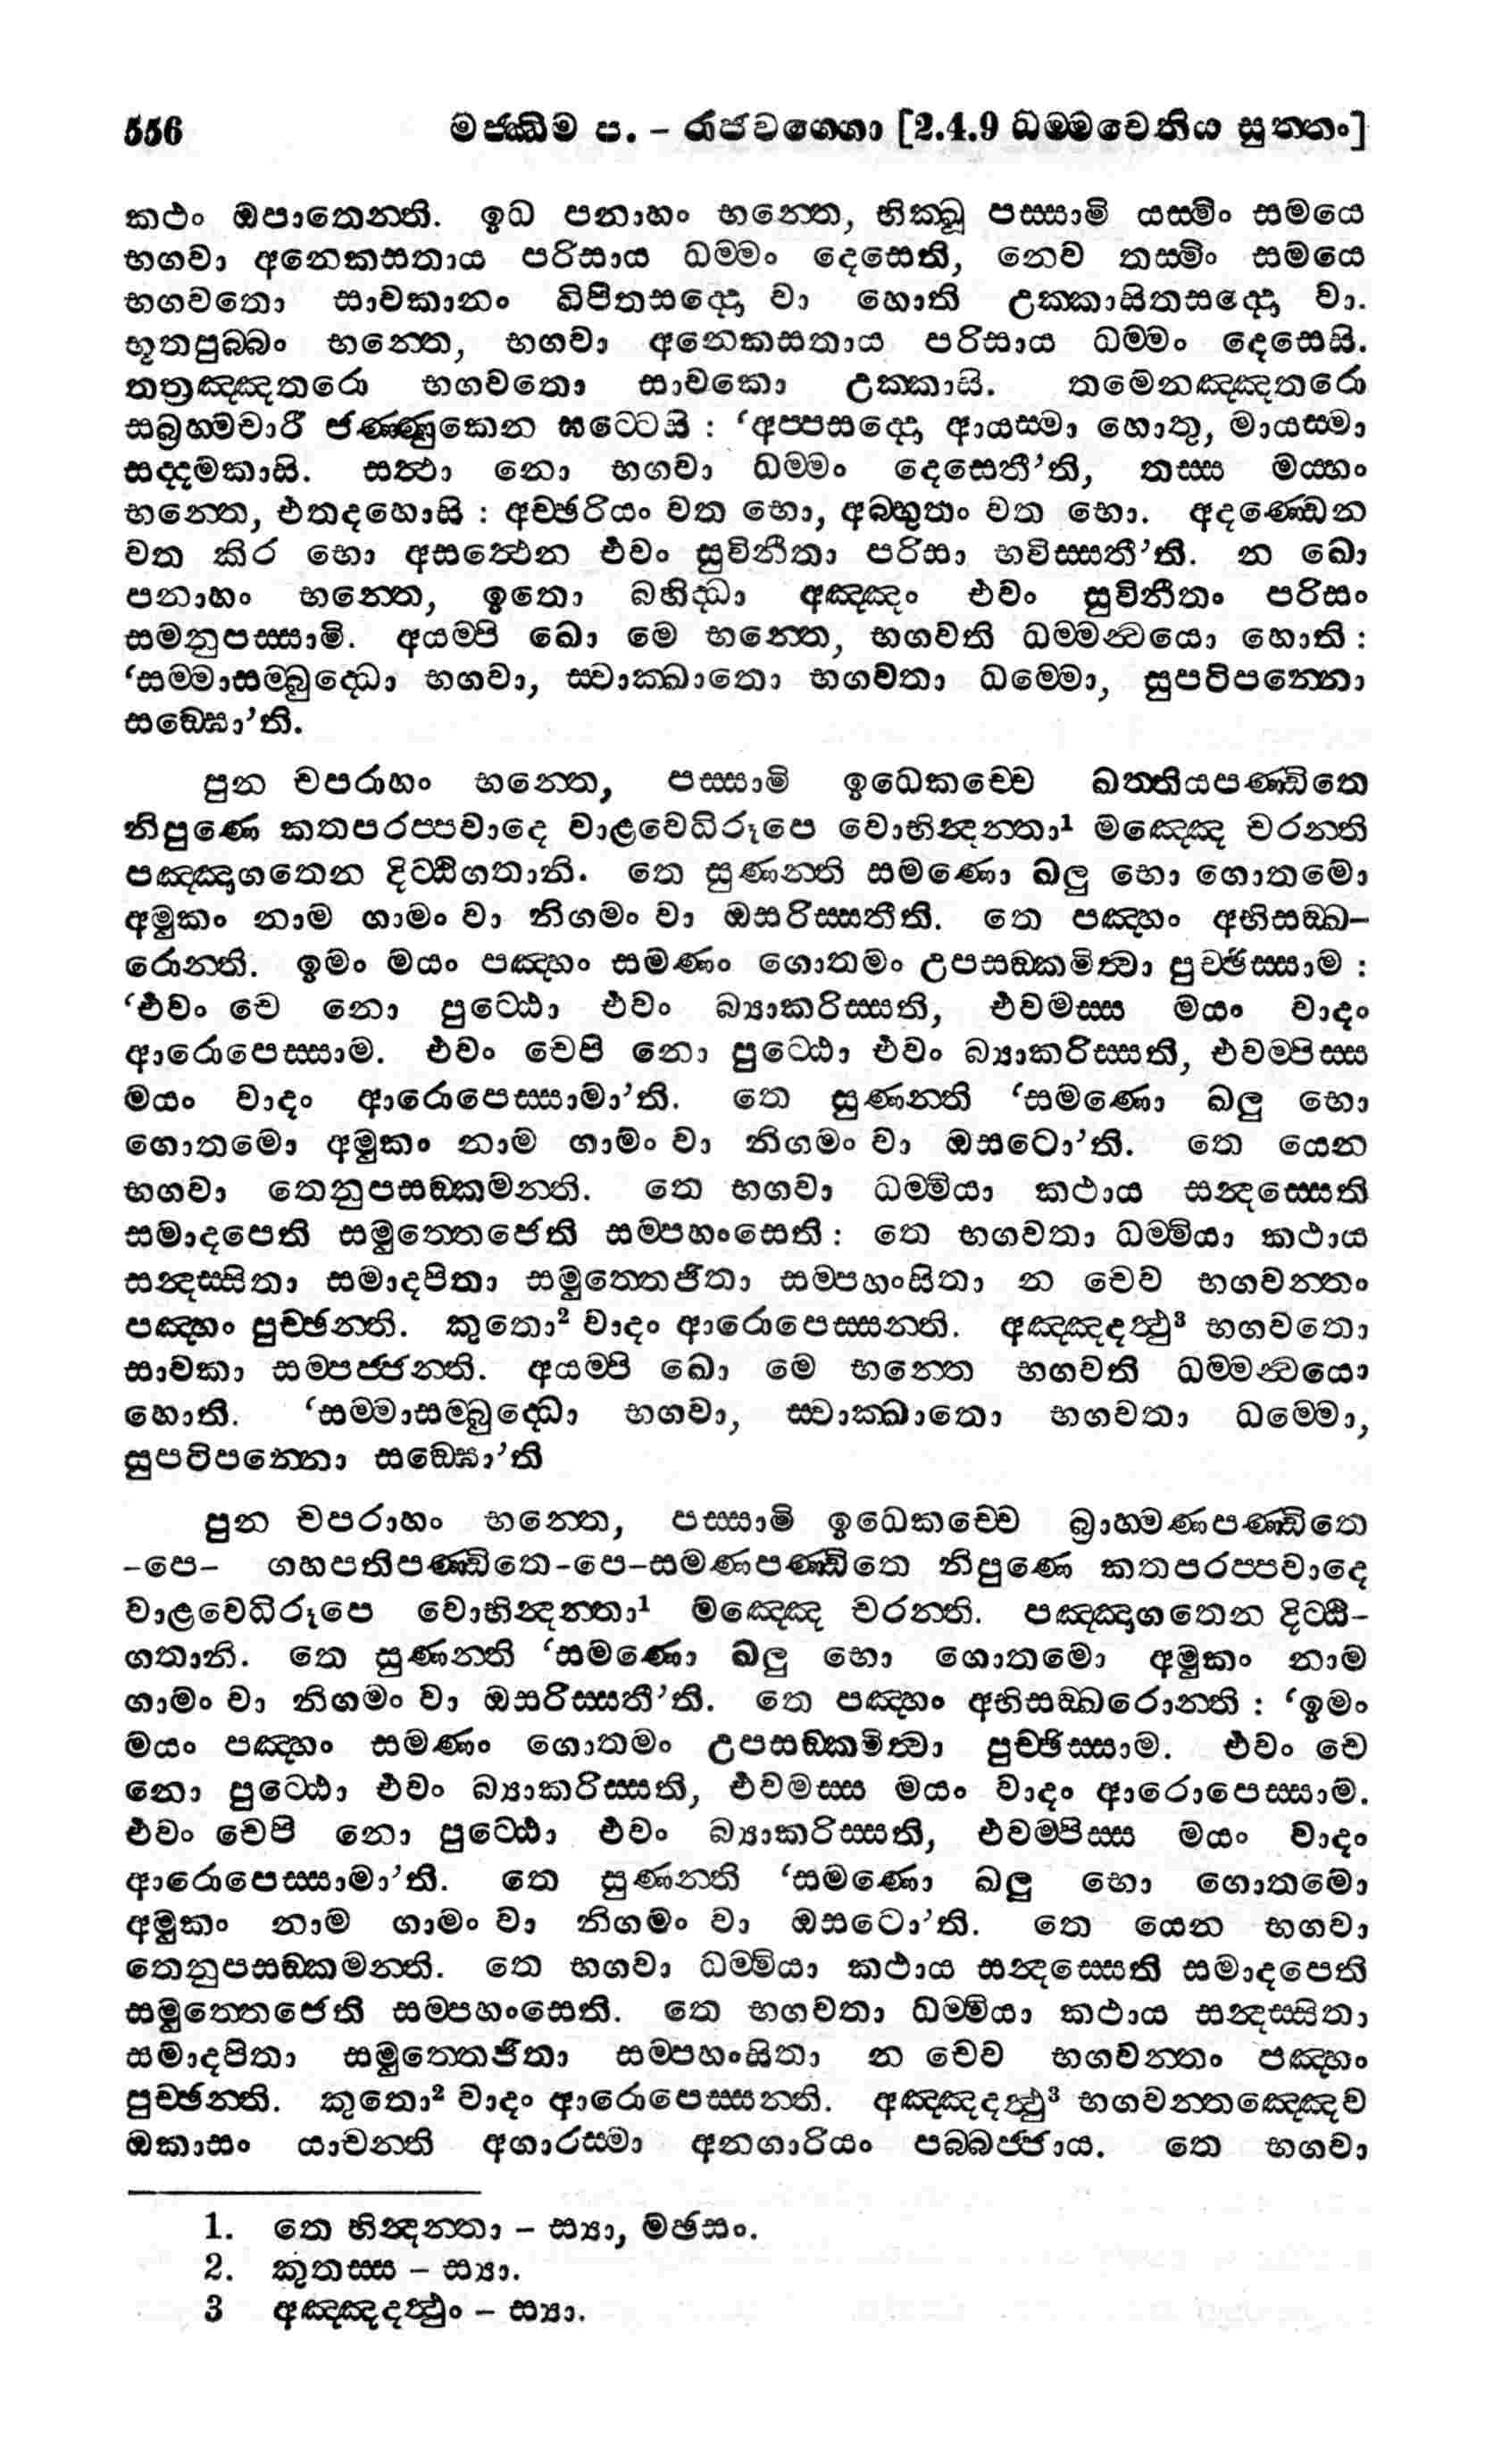 556 මජ්ඣිම ප. – රාජවග්ගො [2.4.9 ධම්මචෙතිය සුත්තං]
කථං ඔපාතෙන්ති. ඉධ පනාහං භන්තෙ, භික්ඛූ පස්සාමි යස්මිං සමයෙ
භගවා අනෙකසතාය පරිසාය ධම්මං දෙසෙති, නෙව තස්මිං සමයෙ
භගවතො සාවකානං ඛිපිතසද්දො වා හොති උක්කාසිතසද්දො වා.
භූතපුබ්බං භන්තෙ, භගවා අනෙකසතාය පරිසාය ධම්මං දෙසෙසි.
තත්‍රඤ්ඤතරො භගවතො සාවකො උක්කාසි. තමෙනඤ්ඤතරො
සබ්‍රහ්මචාරී ජණ්ණුකෙන ඝට්ටෙසි : ‘අප්පසද්දො ආයස්මා හොතු, මායස්මා
සද්දමකාසි. සත්ථා නො භගවා ධම්මං දෙසෙතී’ති, තස්ස මය්හං
භන්තෙ, එතදහොසි : අච්ඡරියං වත භො, අබ්භුතං වත භො. අදණ්ඩෙන
වත කිර භො අසත්ථෙන එවං සුවිනීතා පරිසා භවිස්සතී’ති. න ඛො
පනාහං භන්තෙ, ඉතො බහිද්ධා අඤ්ඤං එවං සුවිනීතං පරිසං
සමනුපස්සාමි. අයම්පි ඛො මෙ භන්තෙ, භගවති ධම්මන්වයො හොති :
‘සම්මාසම්බුද්ධො භගවා, ස්වාක්ඛාතො භගවතා ධම්මො, සුපටිපන්නො
සඞ්ඝො’ති.
පුන චපරාහං භන්තෙ, පස්සාමි ඉධෙකච්චෙ ඛත්තියපණ්ඩිතෙ
නිපුණෙ කතපරප්පවාදෙ වාළවෙධිරූපෙ වොභින්දන්තා¹ මඤ්ඤෙ චරන්ති
පඤ්ඤාගතෙන දිට්ඨිගතානි. තෙ සුණන්ති සමණො ඛලු භො ගොතමො
අමුකං නාම ගාමං වා නිගමං වා ඔසරිස්සතීති. තෙ පඤ්හං අභිසඞ්ඛ-
රොන්ති. ඉමං මයං පඤ්හං සමණං ගොතමං උපසඞ්කමිත්වා පුච්ඡිස්සාම :
‘එවං චෙ නො පුට්ඨො එවං බ්‍යාකරිස්සති, එවමස්ස මයං වාදං
ආරොපෙස්සාම. එවං චෙපි නො පුට්ඨො එවං බ්‍යාකරිස්සති, එවම්පිස්ස
මයං වාදං ආරොපෙස්සාමා’ති. තෙ සුණන්ති ‘සමණො ඛලු භො
ගොතමො අමුකං නාම ගාමං වා නිගමං වා ඔසටො’ති. තෙ යෙන
භගවා තෙනුපසඞ්කමන්ති. තෙ භගවා ධම්මියා කථාය සන්දස්සෙති
සමාදපෙති සමුත්තෙජෙති සම්පහංසෙති : තෙ භගවතා ධම්මියා කථාය
සන්දස්සිතා සමාදපිතා සමුත්තෙජිතා සම්පහංසිතා න චෙව භගවන්තං
පඤ්හං පුච්ඡන්ති. කුතො² වාදං ආරොපෙස්සන්ති. අඤ්ඤදත්ථු³ භගවතො
සාවකා සම්පජ්ජන්ති. අයම්පි ඛො මෙ භන්තෙ භගවති ධම්මන්වයො
හොති. ‘සම්මාසම්බුද්ධො භගවා, ස්වාක්ඛාතො භගවතා ධම්මො,
සුපටිපන්නො සඞ්ඝො’ති
පුන චපරාහං භන්තෙ, පස්සාමි ඉධෙකච්චෙ බ්‍රාහ්මණපණ්ඩිතෙ
-පෙ- ගහපතිපණ්ඩිතෙ-පෙ-සමණපණ්ඩිතෙ නිපුණෙ කතපරප්පවාදෙ
වාළවෙධිරූපෙ වොභින්දන්තා¹ මඤ්ඤෙ චරන්ති. පඤ්ඤාගතෙන දිට්ඨි-
ගතානි. තෙ සුණන්ති ‘සමණො ඛලු භො ගොතමො අමුකං නාම
ගාමං වා නිගමං වා ඔසරිස්සතී’ති. තෙ පඤ්හං අභිසඞ්ඛරොන්ති : ‘ඉමං
මයං පඤ්හං සමණං ගොතමං උපසඞ්කමිත්වා පුච්ඡිස්සාම. එවං චෙ
නො පුට්ඨො එවං බ්‍යාකරිස්සති, එවමස්ස මයං වාදං ආරොපෙස්සාම.
එවං චෙපි නො පුට්ඨො එවං බ්‍යාකරිස්සති, එවම්පිස්ස මයං වාදං
ආරොපෙස්සාමා’ති. තෙ සුණන්ති ‘සමණො ඛලු භො ගොතමො
අමුකං නාම ගාමං වා නිගමං වා ඔසටො’ති. තෙ යෙන භගවා
තෙනුපසඞ්කමන්ති. තෙ භගවා ධම්මියා කථාය සන්දස්සෙති සමාදපෙති
සමුත්තෙජෙති සම්පහංසෙති. තෙ භගවතා ධම්මියා කථාය සන්දස්සිතා
සමාදපිතා සමුත්තෙජිතා සම්පහංසිතා න චෙව භගවන්තං පඤ්හං
පුච්ඡන්ති. කුතො² වාදං ආරොපෙස්සන්ති. අඤ්ඤදත්ථු³ භගවන්තඤ්ඤෙව
ඔකාසං යාචන්ති අගාරස්මා අනගාරියං පබ්බජ්ජාය. තෙ භගවා
1. තෙ භින්දන්තා – ස්‍යා, මඡසං.
2. කුතස්ස – ස්‍යා.
3 අඤ්ඤදත්ථුං – ස්‍යා.